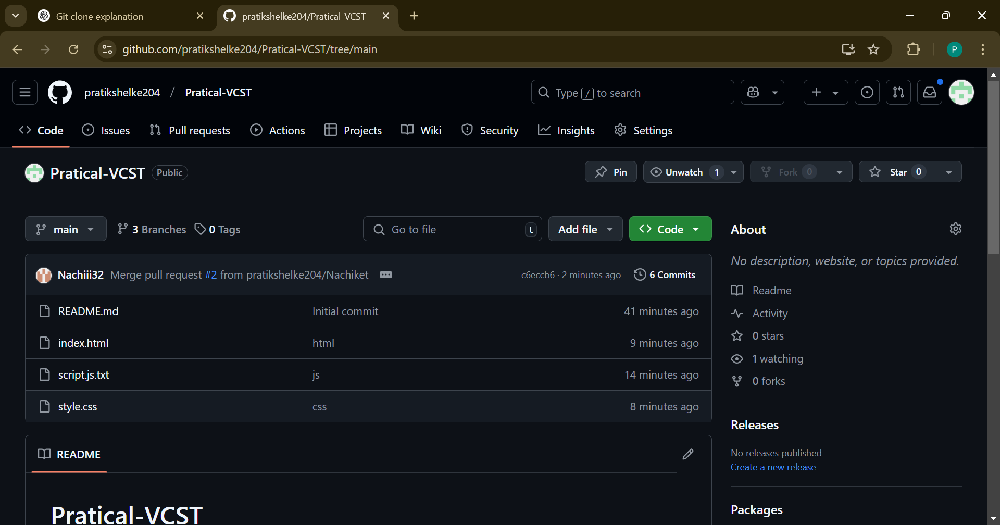 Git clone explanation
pratikshelke204/Pratical-VCST
github.com/pratikshelke204/Pratical-VCST/tree/main
P
pratikshelke204 / Pratical-VCST
Type / to search
Code
Issues
Pull requests
Actions
Projects
Wiki
Security
Insights
Settings
Pratical-VCST Public
Pin
Unwatch 1
Fork 0
Star 0
main
3 Branches
0 Tags
Go to file t
Add file
Code
About
No description, website, or topics provided.
Nachiii32 Merge pull request #2 from pratikshelke204/Nachiket
c6eccb6 · 2 minutes ago
6 Commits
README.md Initial commit 41 minutes ago
index.html html 9 minutes ago
script.js.txt js 14 minutes ago
style.css css 8 minutes ago
Readme
Activity
0 stars
1 watching
0 forks
Releases
No releases published
Create a new release
Packages
README
Pratical-VCST